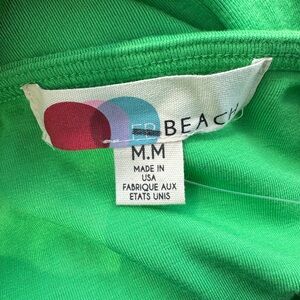 BEACH
M.M
MADE IN
USA
FABRIQUE AUX
ETATS UNIS